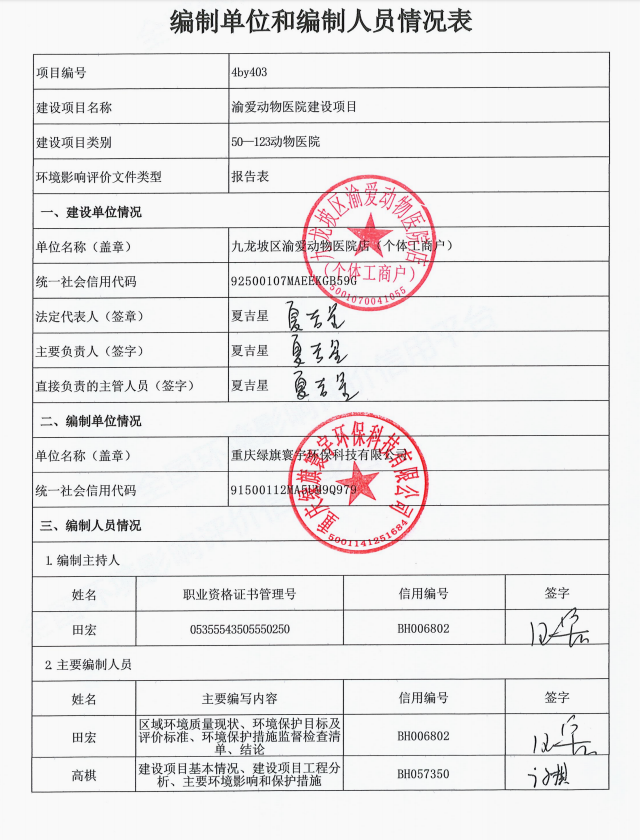 编制单位和编制人员情况表
项目编号 4by403
建设项目名称 渝爱动物医院建设项目
建设项目类别 50—123动物医院
环境影响评价文件类型 报告表
一、建设单位情况
单位名称（盖章） 九龙坡区渝爱动物医院店（个体工商户）
统一社会信用代码 92500107MAEEKGB59G
法定代表人（签章） 夏吉星 夏吉星
主要负责人（签字） 夏吉星 夏吉星
直接负责的主管人员（签字） 夏吉星 夏吉星
九龙坡区渝爱动物医院店
（个体工商户）
5001070041055
二、编制单位情况
单位名称（盖章） 重庆绿旗寰宇环保科技有限公司
统一社会信用代码
重庆绿旗寰宇环保科技有限公司
5001141251684
三、编制人员情况
1.编制主持人
姓名 职业资格证书管理号 信用编号 签字
田宏 05355543505550250 BH006802 田宏
2.主要编制人员
姓名 主要编写内容 信用编号 签字
田宏 区域环境质量现状、环境保护目标及
评价标准、环境保护措施监督检查清
单、结论 BH006802 田宏
高棋 建设项目基本情况、建设项目工程分
析、主要环境影响和保护措施 BH057350